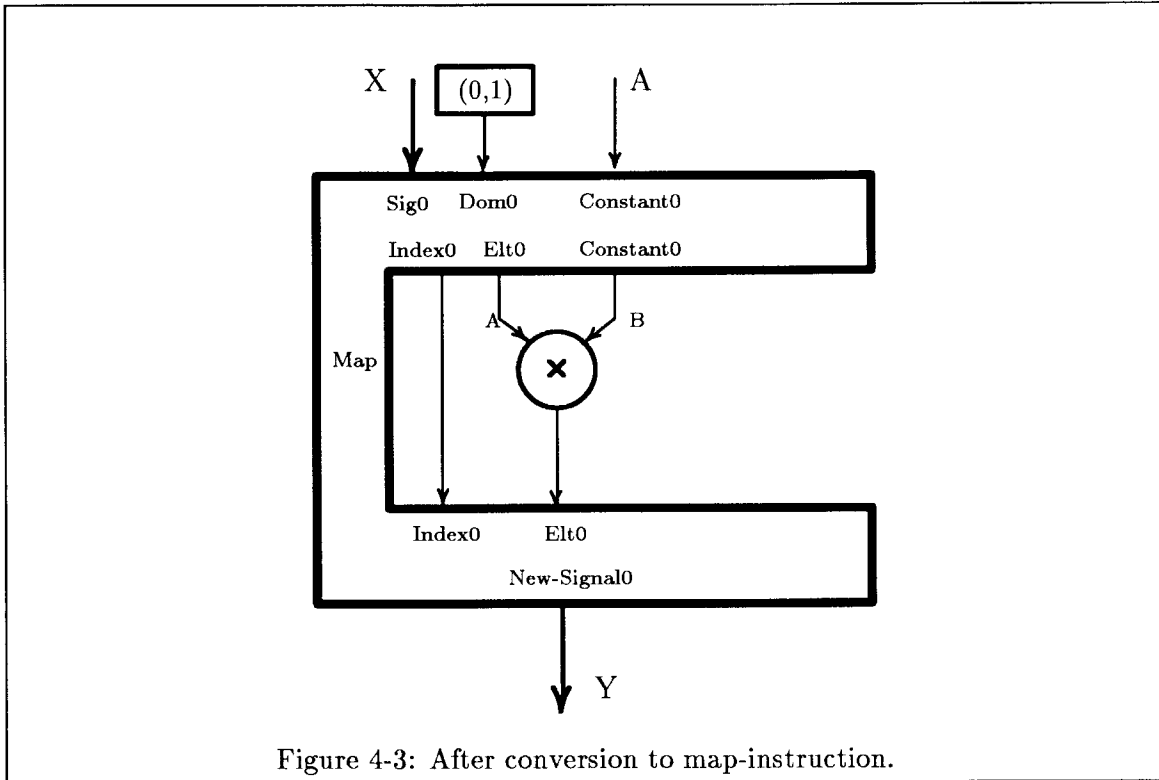 X (0,1) A
Sig0 Dom0 Constant0
Index0 Elt0 Constant0
A B
Map
×
Index0 Elt0
New-Signal0
Y
Figure 4-3: After conversion to map-instruction.